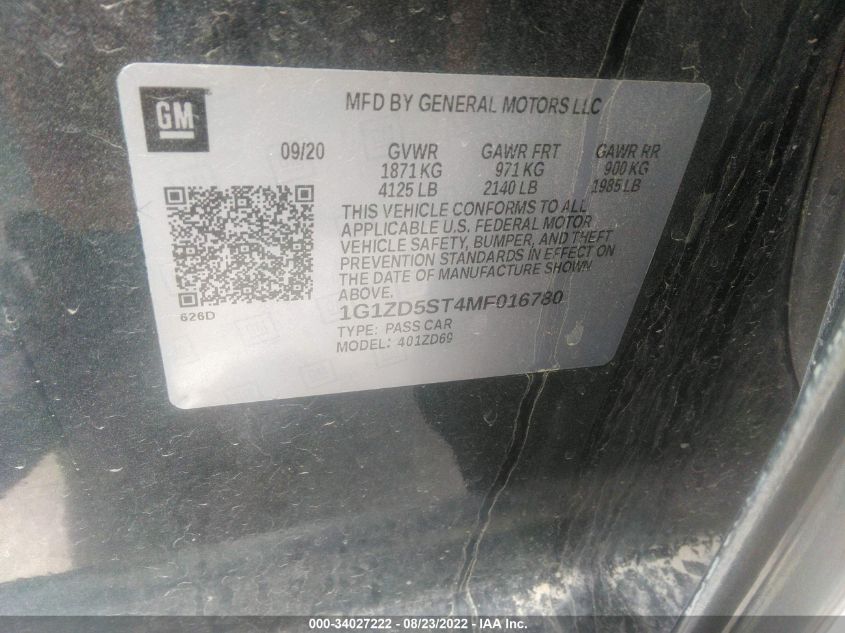 GM
MFD BY GENERAL MOTORS LLC
09/20 GVWR GAWR FRT GAWR RR
1871 KG 971 KG 900 KG
4125 LB 2140 LB 1985 LB
THIS VEHICLE CONFORMS TO ALL
APPLICABLE U.S. FEDERAL MOTOR
VEHICLE SAFETY, BUMPER, AND THEFT
PREVENTION STANDARDS IN EFFECT ON
THE DATE OF MANUFACTURE SHOWN
ABOVE.
626D
1G1ZD5ST4MF016780
TYPE: PASS CAR
MODEL: 401ZD69
000-34027222 - 08/23/2022 - IAA Inc.